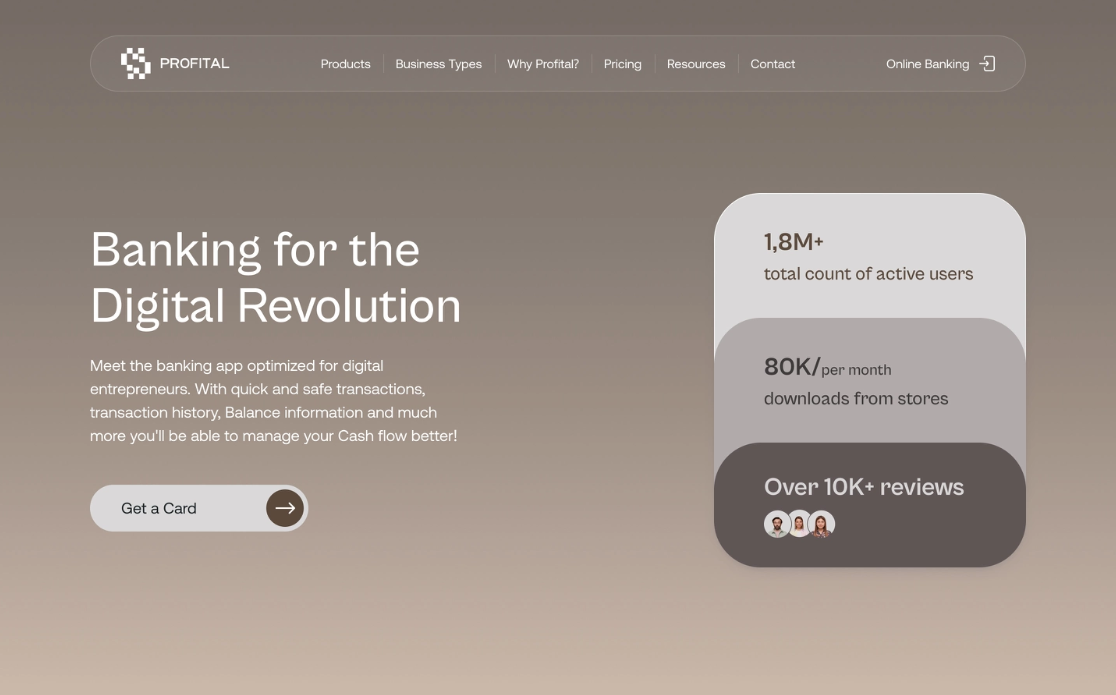 PROFITAL
Products
Business Types
Why Profital?
Pricing
Resources
Contact
Online Banking
Banking for the
Digital Revolution
Meet the banking app optimized for digital
entrepreneurs. With quick and safe transactions,
transaction history, Balance information and much
more you'll be able to manage your Cash flow better!
Get a Card
1,8M+
total count of active users
80K/per month
downloads from stores
Over 10K+ reviews